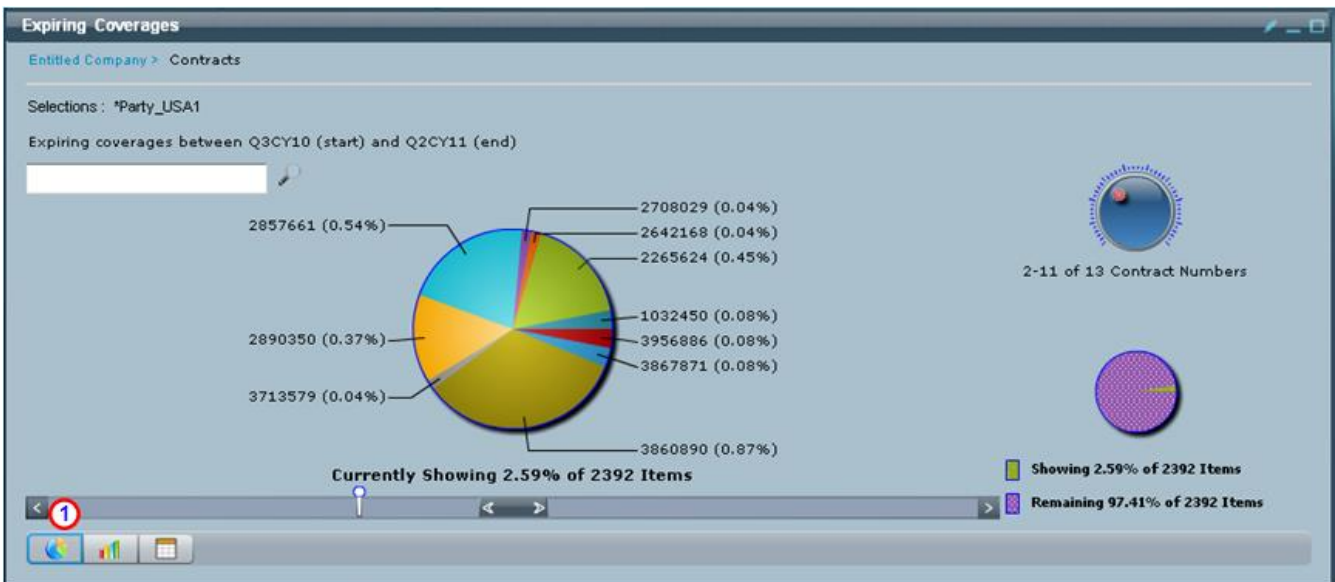 Expiring Coverages
Entitled Company > Contracts
Selections : *Party_USA1
Expiring coverages between Q3CY10 (start) and Q2CY11 (end)
2857661 (0.54%)
2708029 (0.04%)
2642168 (0.04%)
2265624 (0.45%)
2-11 of 13 Contract Numbers
1032450 (0.08%)
2890350 (0.37%)
3956886 (0.08%)
3867871 (0.08%)
3713579 (0.04%)
3860890 (0.87%)
Currently Showing 2.59% of 2392 Items
Showing 2.59% of 2392 Items
Remaining 97.41% of 2392 Items
< 1 < > >